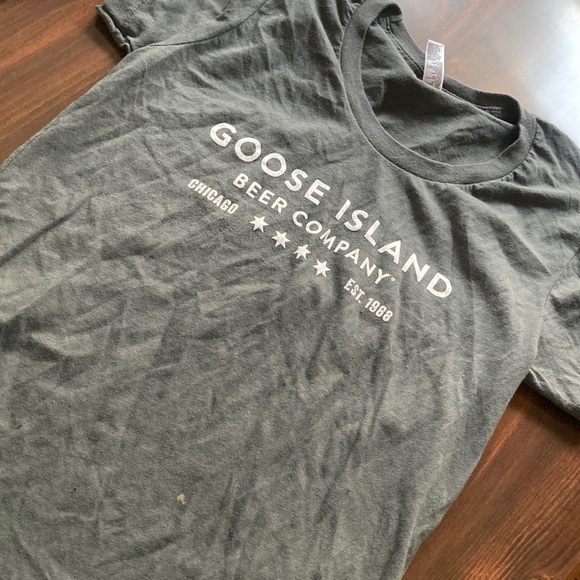 GOOSE ISLAND
BEER COMPANY®
CHICAGO
EST. 1988